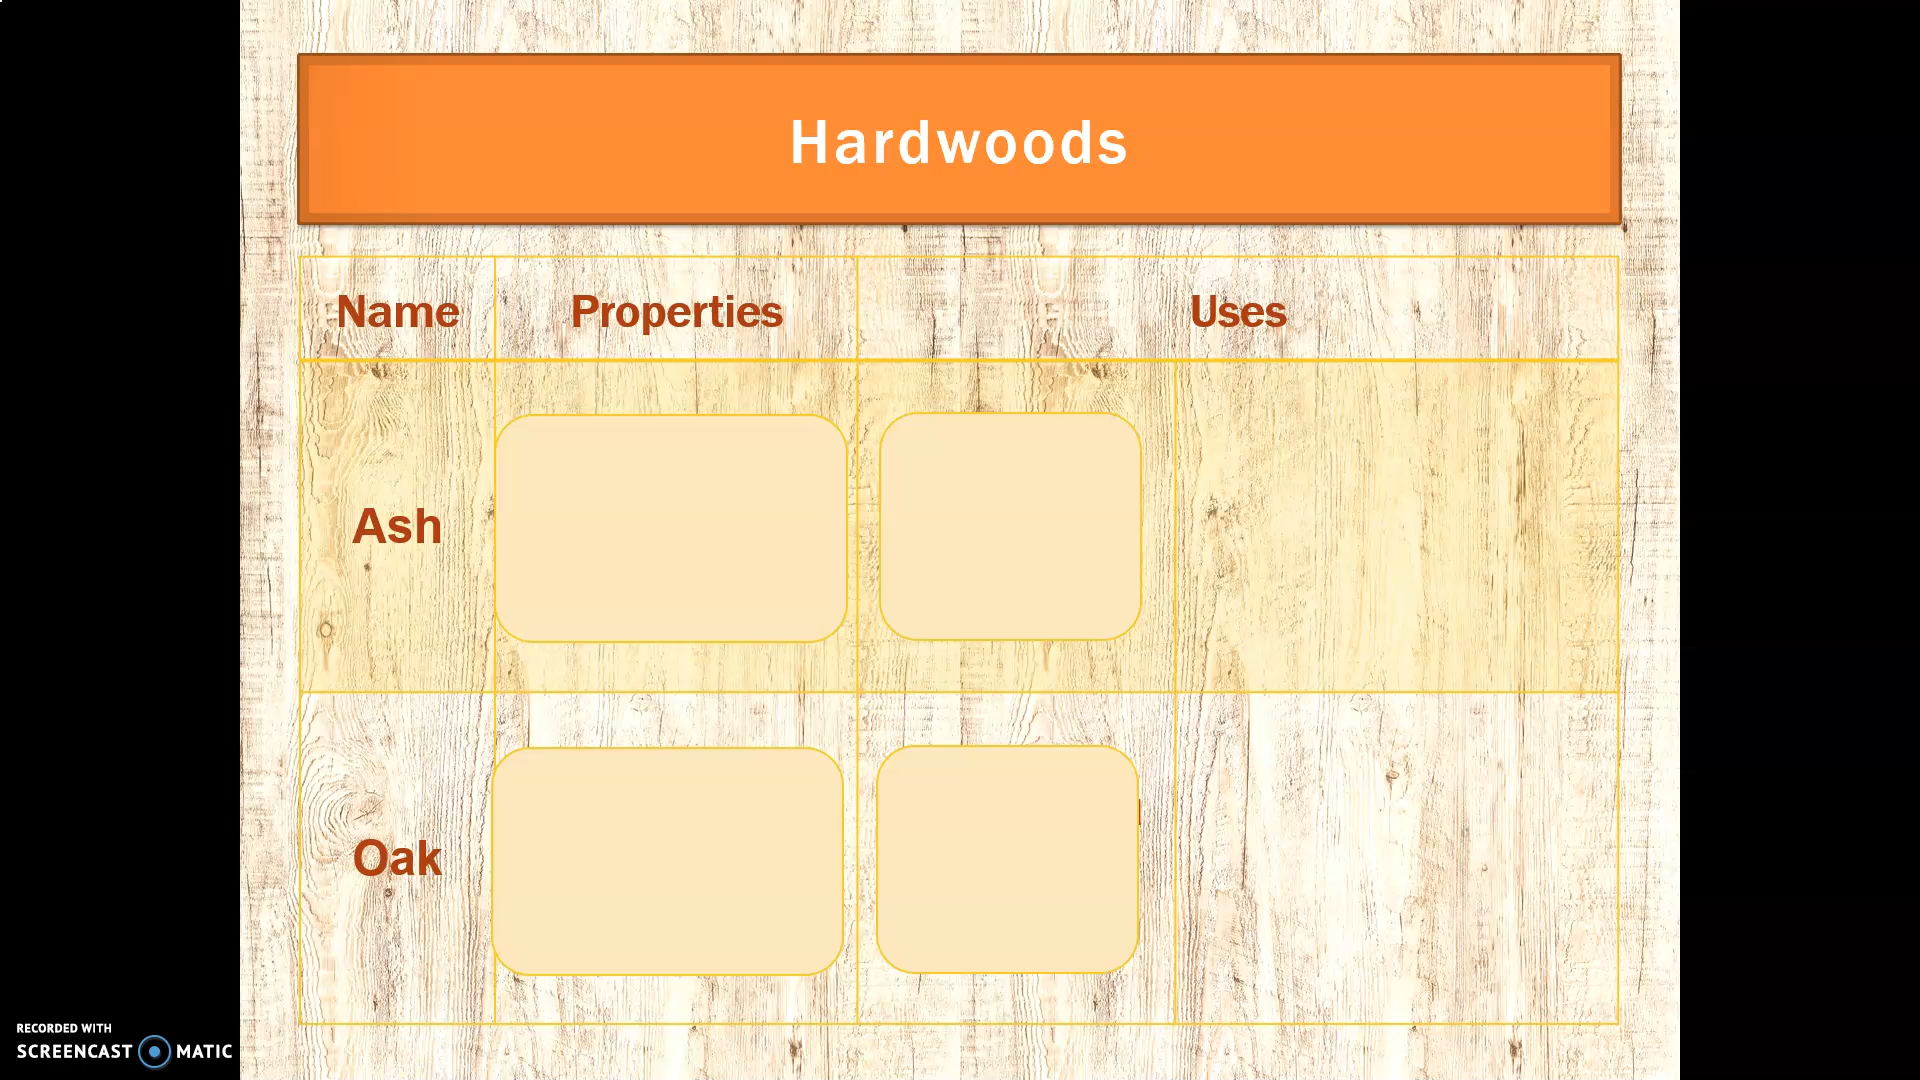 Hardwoods
Name Properties Uses
Ash
Oak
RECORDED WITH
SCREENCAST MATIC